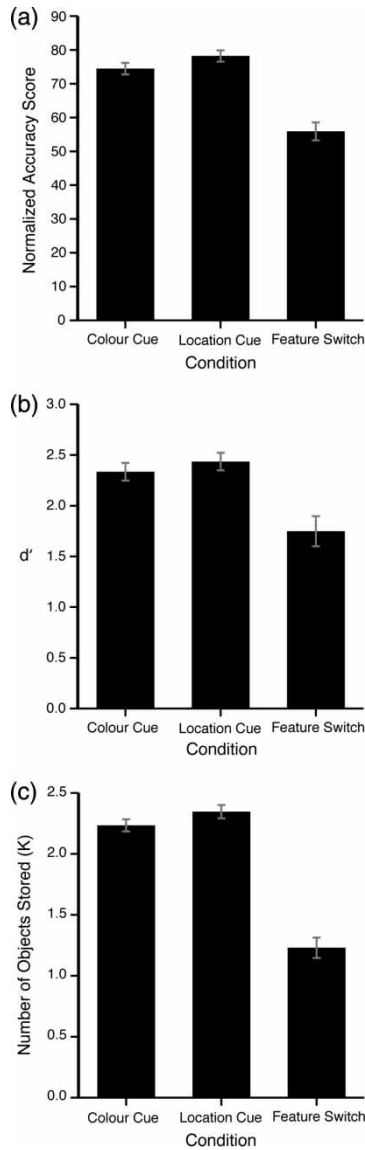 (a)
Normalized Accuracy Score
90
80
70
60
50
40
30
20
10
0
Colour Cue Location Cue Feature Switch
Condition
(b)
d′
3.0
2.5
2.0
1.5
1.0
0.5
0.0
Colour Cue Location Cue Feature Switch
Condition
(c)
Number of Objects Stored (K)
2.5
2.0
1.5
1.0
0.5
0.0
Colour Cue Location Cue Feature Switch
Condition